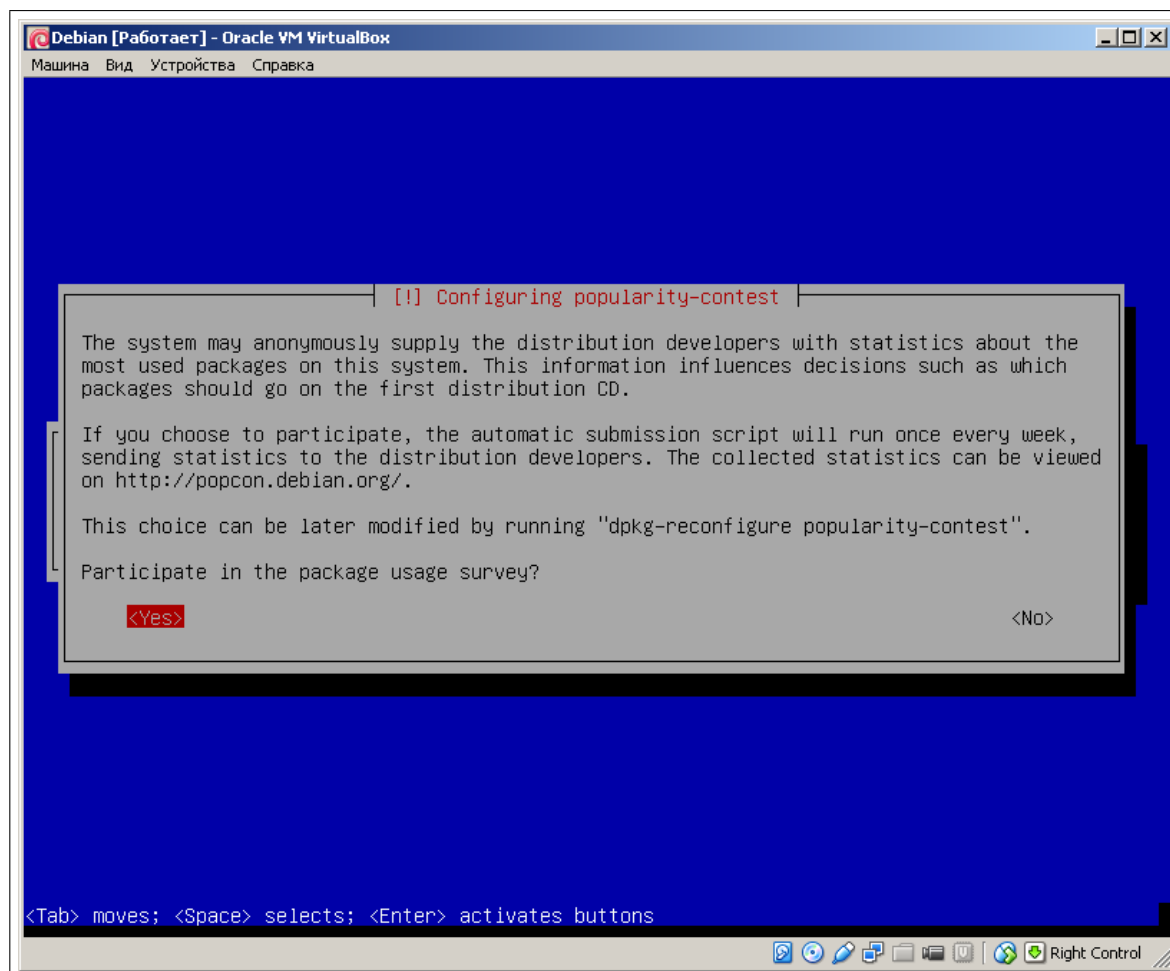 Debian [Работает] - Oracle VM VirtualBox
Машина Вид Устройства Справка
[!] Configuring popularity-contest
The system may anonymously supply the distribution developers with statistics about the
most used packages on this system. This information influences decisions such as which
packages should go on the first distribution CD.
If you choose to participate, the automatic submission script will run once every week,
sending statistics to the distribution developers. The collected statistics can be viewed
on http://popcon.debian.org/.
This choice can be later modified by running "dpkg-reconfigure popularity-contest".
Participate in the package usage survey?
<Yes> <No>
<Tab> moves; <Space> selects; <Enter> activates buttons
Right Control